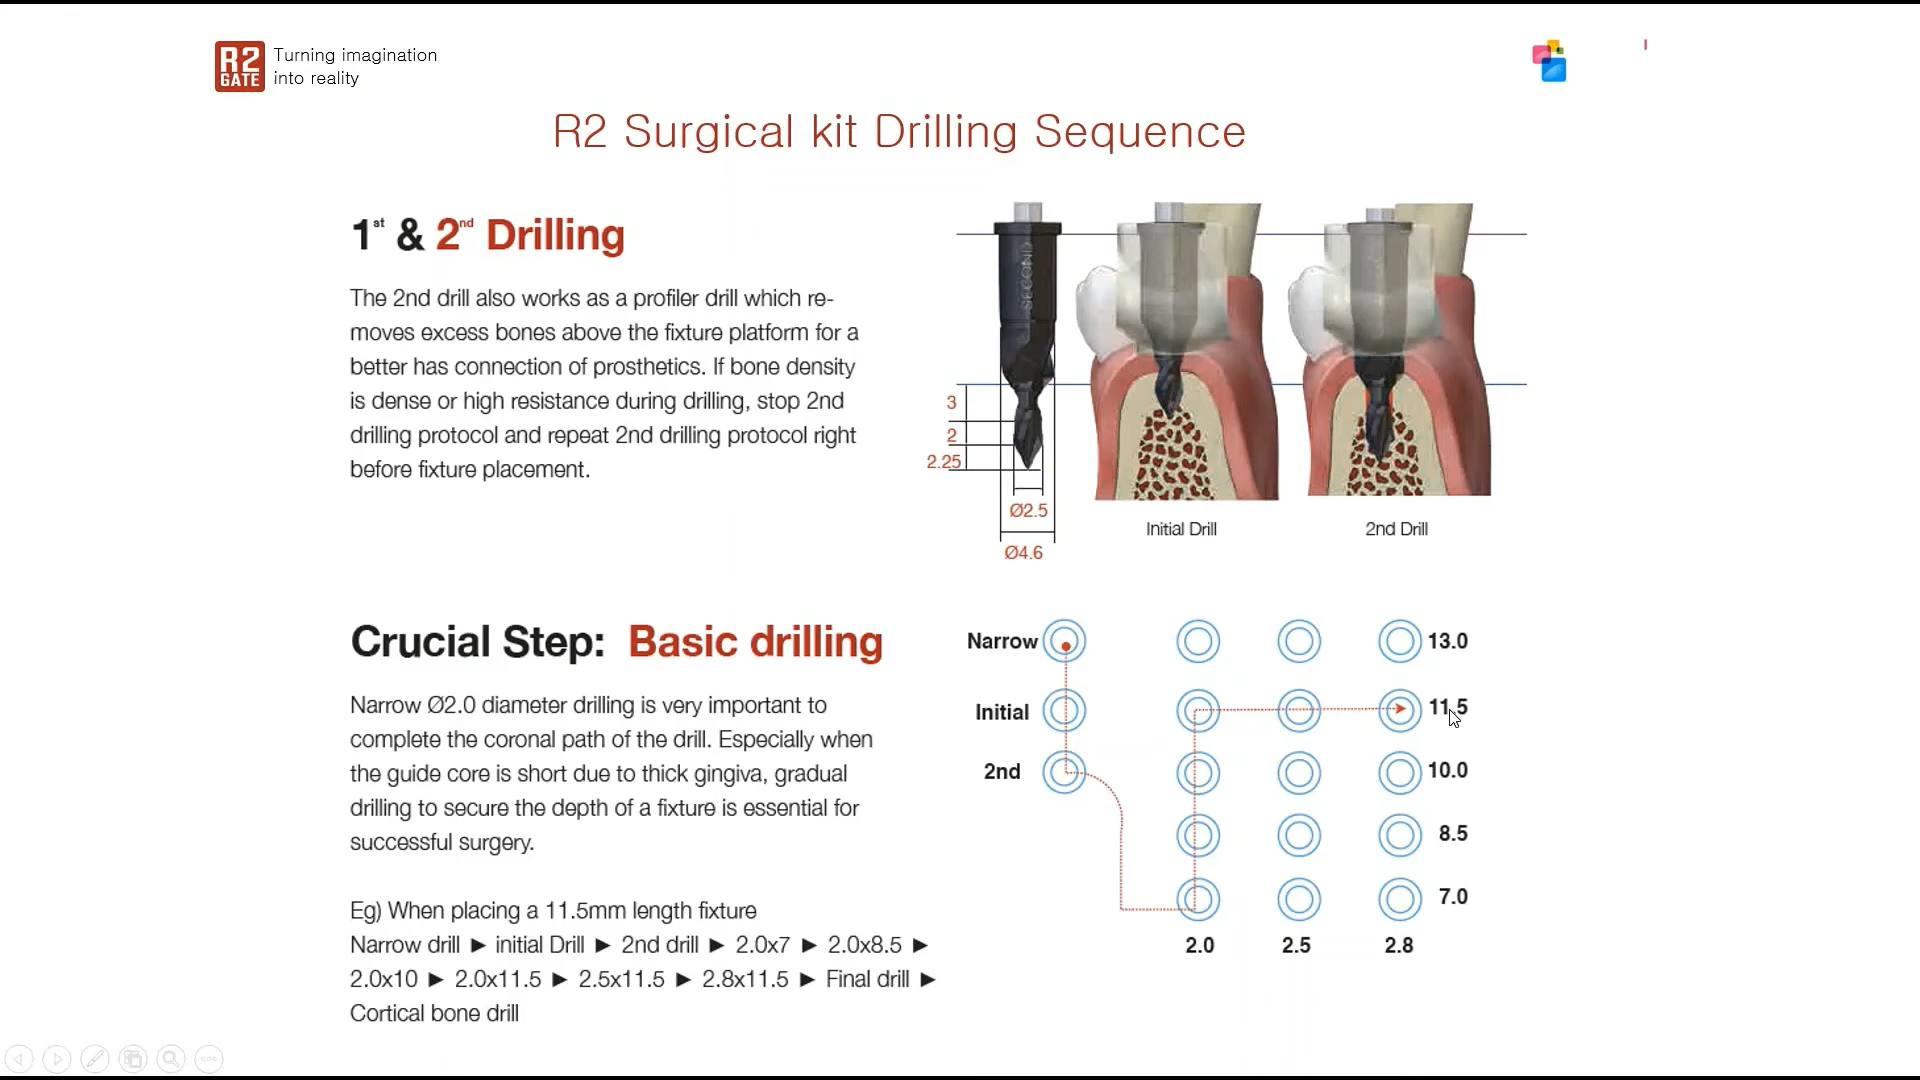 R2
GATE
Turning imagination
into reality
R2 Surgical kit Drilling Sequence
1st & 2nd Drilling
The 2nd drill also works as a profiler drill which re-
moves excess bones above the fixture platform for a
better has connection of prosthetics. If bone density
is dense or high resistance during drilling, stop 2nd
drilling protocol and repeat 2nd drilling protocol right
before fixture placement.
SECOND
3
2
2.25
Ø2.5
Ø4.6
Initial Drill
2nd Drill
Crucial Step: Basic drilling
Narrow Ø2.0 diameter drilling is very important to
complete the coronal path of the drill. Especially when
the guide core is short due to thick gingiva, gradual
drilling to secure the depth of a fixture is essential for
successful surgery.
Eg) When placing a 11.5mm length fixture
Narrow drill ► initial Drill ► 2nd drill ► 2.0x7 ► 2.0x8.5 ►
2.0x10 ► 2.0x11.5 ► 2.5x11.5 ► 2.8x11.5 ► Final drill ►
Cortical bone drill
Narrow 13.0
Initial 11.5
2nd 10.0
8.5
7.0
2.0 2.5 2.8